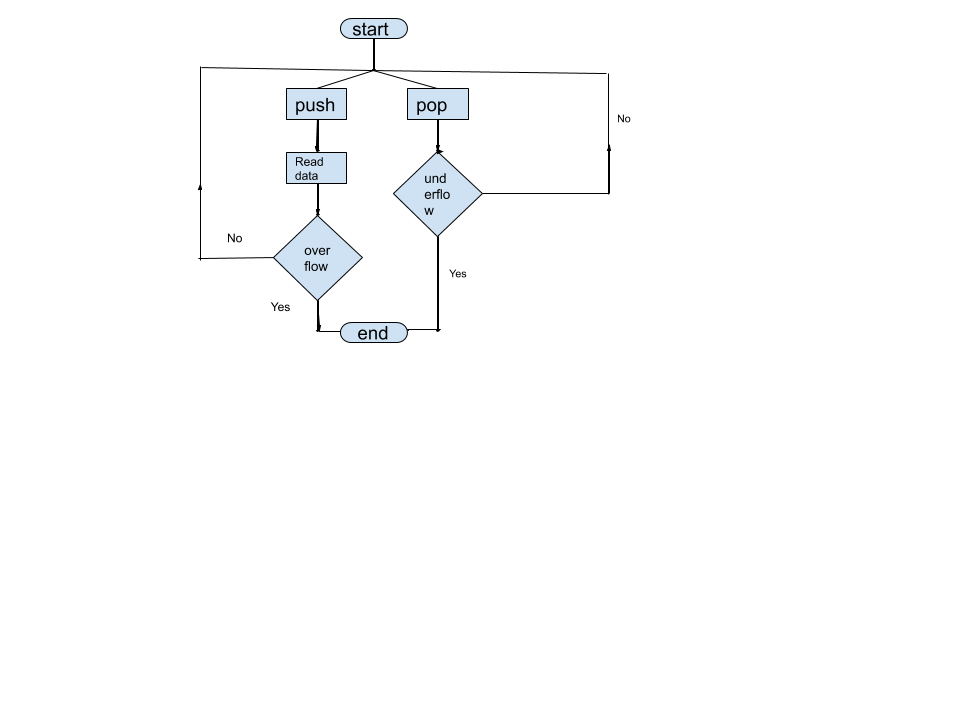 start
push
pop
No
Read
data
und
erflo
w
No
over
flow
Yes
Yes
end